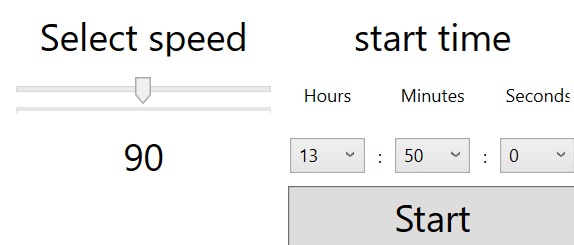 Select speed
start time
Hours Minutes Seconds
13 : 50 : 0
90
Start